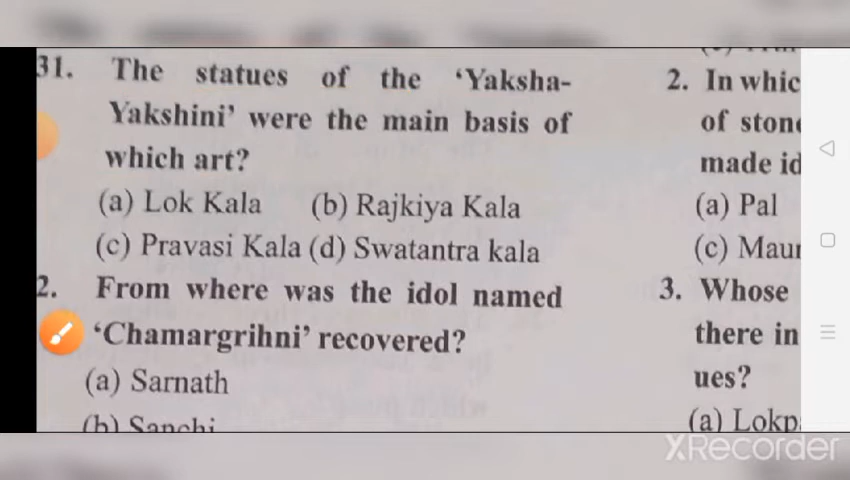 31. The statues of the ‘Yaksha-
Yakshini’ were the main basis of
which art?
(a) Lok Kala (b) Rajkiya Kala
(c) Pravasi Kala (d) Swatantra kala
2. From where was the idol named
‘Chamargrihni’ recovered?
(a) Sarnath
(b) Sanchi
2. In whic
of ston
made id
(a) Pal
(c) Mau
3. Whose
there in
ues?
(a) Lokp
XRecorder